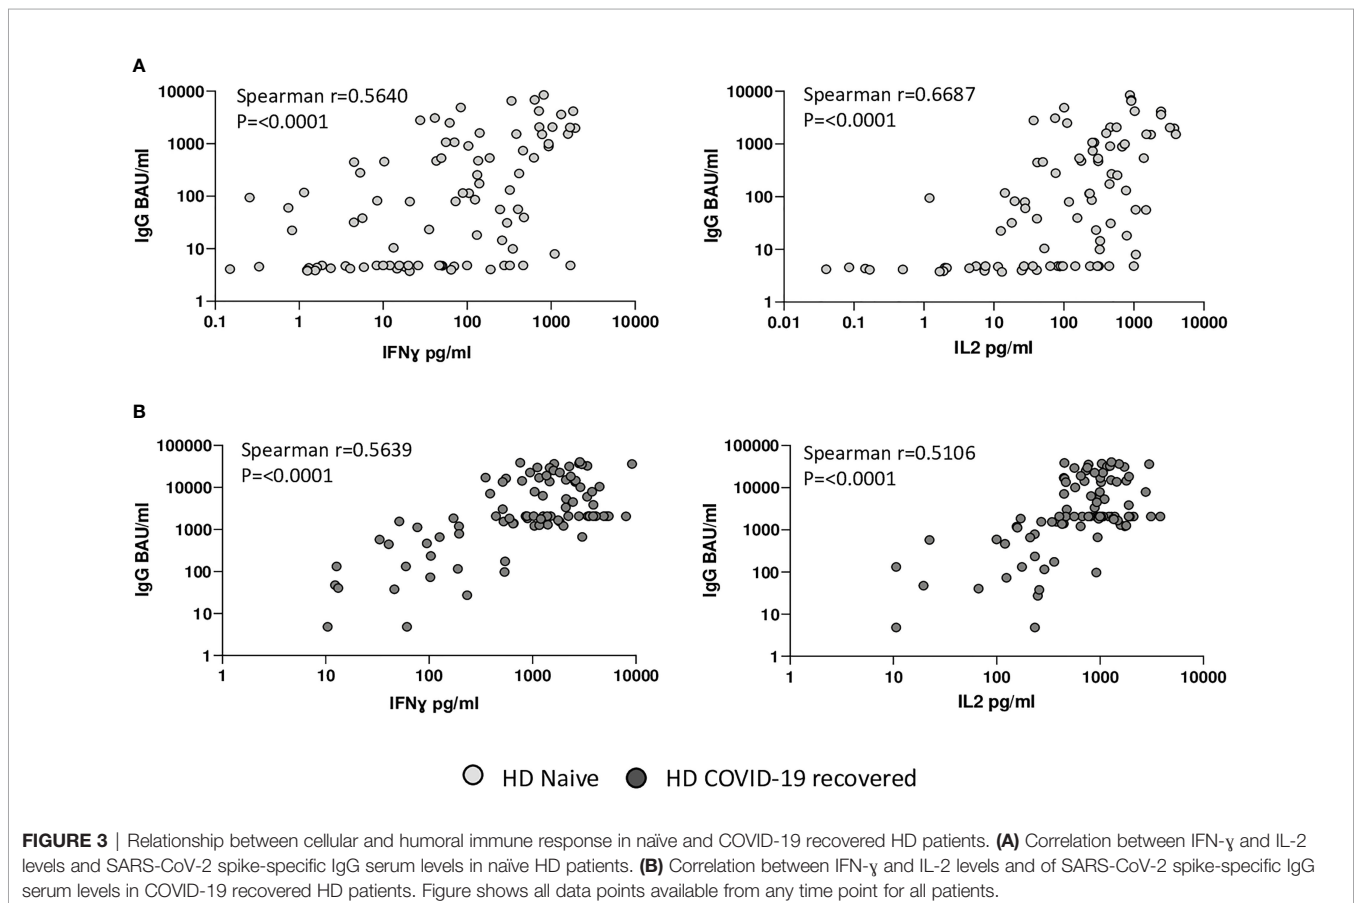 A
Spearman r=0.5640
P=<0.0001
10000
1000
100
10
1
IgG BAU/ml
0.1 1 10 100 1000 10000
IFNɣ pg/ml
Spearman r=0.6687
P=<0.0001
10000
1000
100
10
1
IgG BAU/ml
0.01 0.1 1 10 100 1000 10000
IL2 pg/ml
B
Spearman r=0.5639
P=<0.0001
100000
10000
1000
100
10
1
IgG BAU/ml
1 10 100 1000 10000
IFNɣ pg/ml
Spearman r=0.5106
P=<0.0001
100000
10000
1000
100
10
1
IgG BAU/ml
1 10 100 1000 10000
IL2 pg/ml
HD Naive HD COVID-19 recovered
FIGURE 3 | Relationship between cellular and humoral immune response in naïve and COVID-19 recovered HD patients. (A) Correlation between IFN-ɣ and IL-2
levels and SARS-CoV-2 spike-specific IgG serum levels in naïve HD patients. (B) Correlation between IFN-ɣ and IL-2 levels and of SARS-CoV-2 spike-specific IgG
serum levels in COVID-19 recovered HD patients. Figure shows all data points available from any time point for all patients.